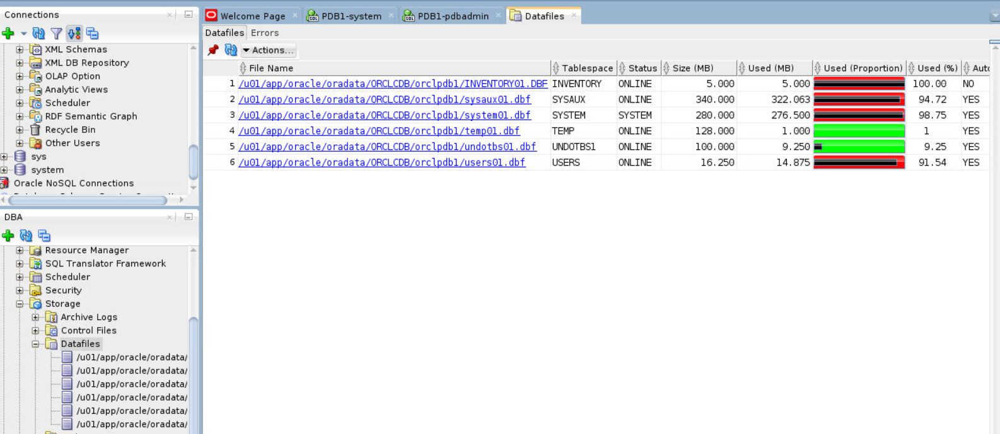 Connections
XML Schemas
XML DB Repository
OLAP Option
Analytic Views
Scheduler
RDF Semantic Graph
Recycle Bin
Other Users
sys
system
Oracle NoSQL Connections
DBA
Resource Manager
SQL Translator Framework
Scheduler
Security
Storage
Archive Logs
Control Files
Datafiles
/u01/app/oracle/oradata/
/u01/app/oracle/oradata/
/u01/app/oracle/oradata/
/u01/app/oracle/oradata/
/u01/app/oracle/oradata/
/u01/app/oracle/oradata/
Welcome Page PDB1-system PDB1-pdbadmin Datafiles
Datafiles Errors
Actions...
File Name Tablespace Status Size (MB) Used (MB) Used (Proportion) Used (%) Auto
1 /u01/app/oracle/oradata/ORCLCDB/orclpdb1/INVENTORY01.DBF INVENTORY ONLINE 5.000 5.000 100.00 NO
2 /u01/app/oracle/oradata/ORCLCDB/orclpdb1/sysaux01.dbf SYSAUX ONLINE 340.000 322.063 94.72 YES
3 /u01/app/oracle/oradata/ORCLCDB/orclpdb1/system01.dbf SYSTEM SYSTEM 280.000 276.500 98.75 YES
4 /u01/app/oracle/oradata/ORCLCDB/orclpdb1/temp01.dbf TEMP ONLINE 128.000 1.000 1 YES
5 /u01/app/oracle/oradata/ORCLCDB/orclpdb1/undotbs01.dbf UNDOTBS1 ONLINE 100.000 9.250 9.25 YES
6 /u01/app/oracle/oradata/ORCLCDB/orclpdb1/users01.dbf USERS ONLINE 16.250 14.875 91.54 YES